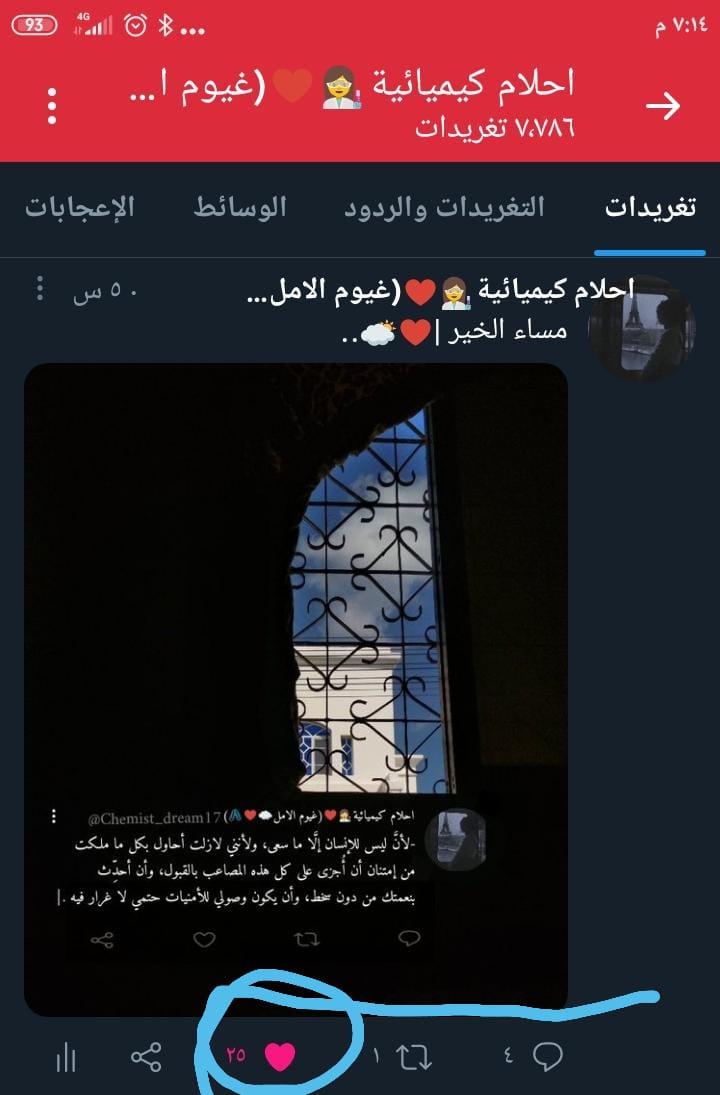 93 4G ٧:١٤ م
احلام كيميائية 👩‍🔬❤️(غيوم ا...
٧،٧٨٦ تغريدات
تغريدات التغريدات والردود الوسائط الإعجابات
احلام كيميائية 👩‍🔬❤️(غيوم الامل... . ٥٠ س
مساء الخير |❤️🌥️..
احلام كيميائية👩‍🔬❤️(غيوم الامل☁️❤️🧷) @Chemist_dream17
-لأنَّ ليس للإنسان إلَّا ما سعى، ولأنني لازلت أحاول بكل ما ملكت
من إمتنان أن أُجزى على كل هذه المصاعب بالقبول، وأن أحدِّث
بنعمتك من دون سخط، وأن يكون وصولي للأمنيات حتمي لا غرار فيه .|
٤ ١ ٢٥